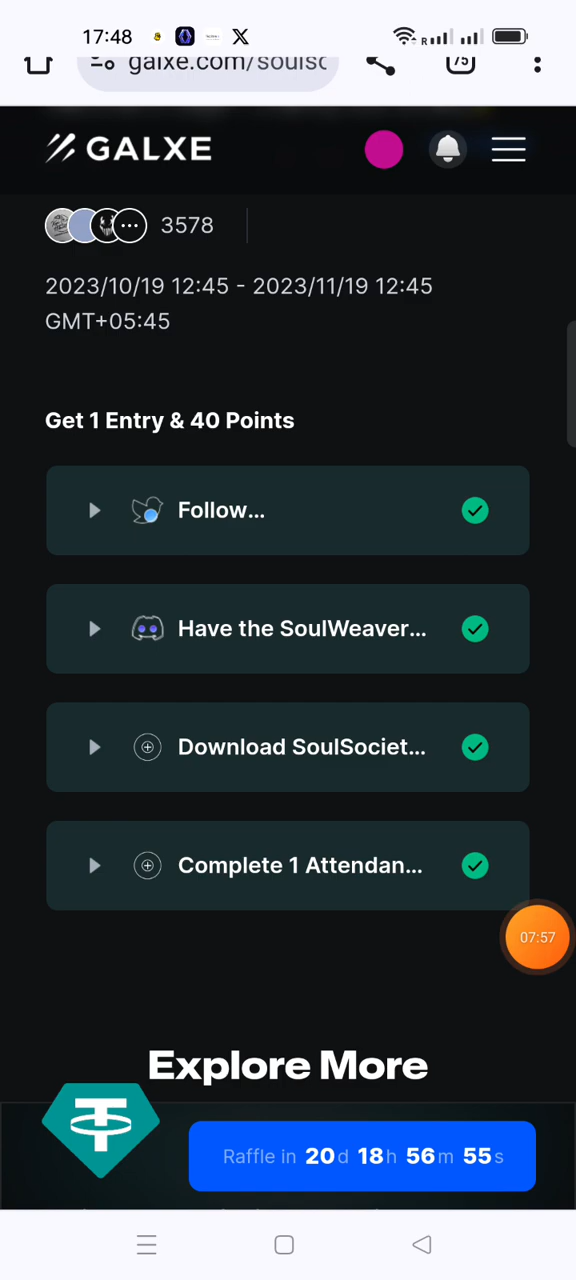 17:48
R
galxe.com/soulsc
75
GALXE
3578
2023/10/19 12:45 - 2023/11/19 12:45
GMT+05:45
Get 1 Entry & 40 Points
Follow...
Have the SoulWeaver...
Download SoulSociet...
Complete 1 Attendan...
07:57
Explore More
Raffle in 20d 18h 56m 55s